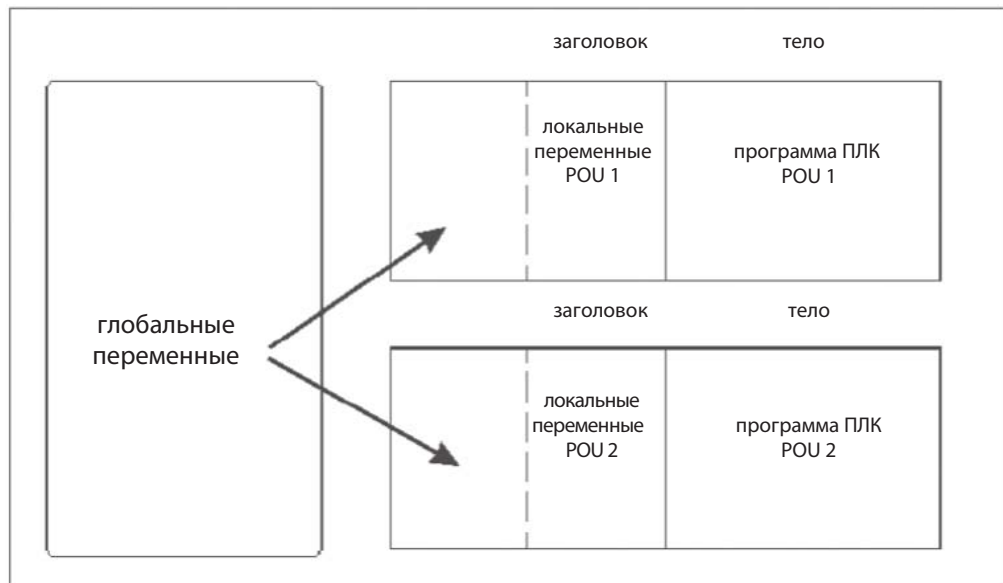 заголовок
тело
локальные
переменные
POU 1
программа ПЛК
POU 1
глобальные
переменные
заголовок
тело
локальные
переменные
POU 2
программа ПЛК
POU 2